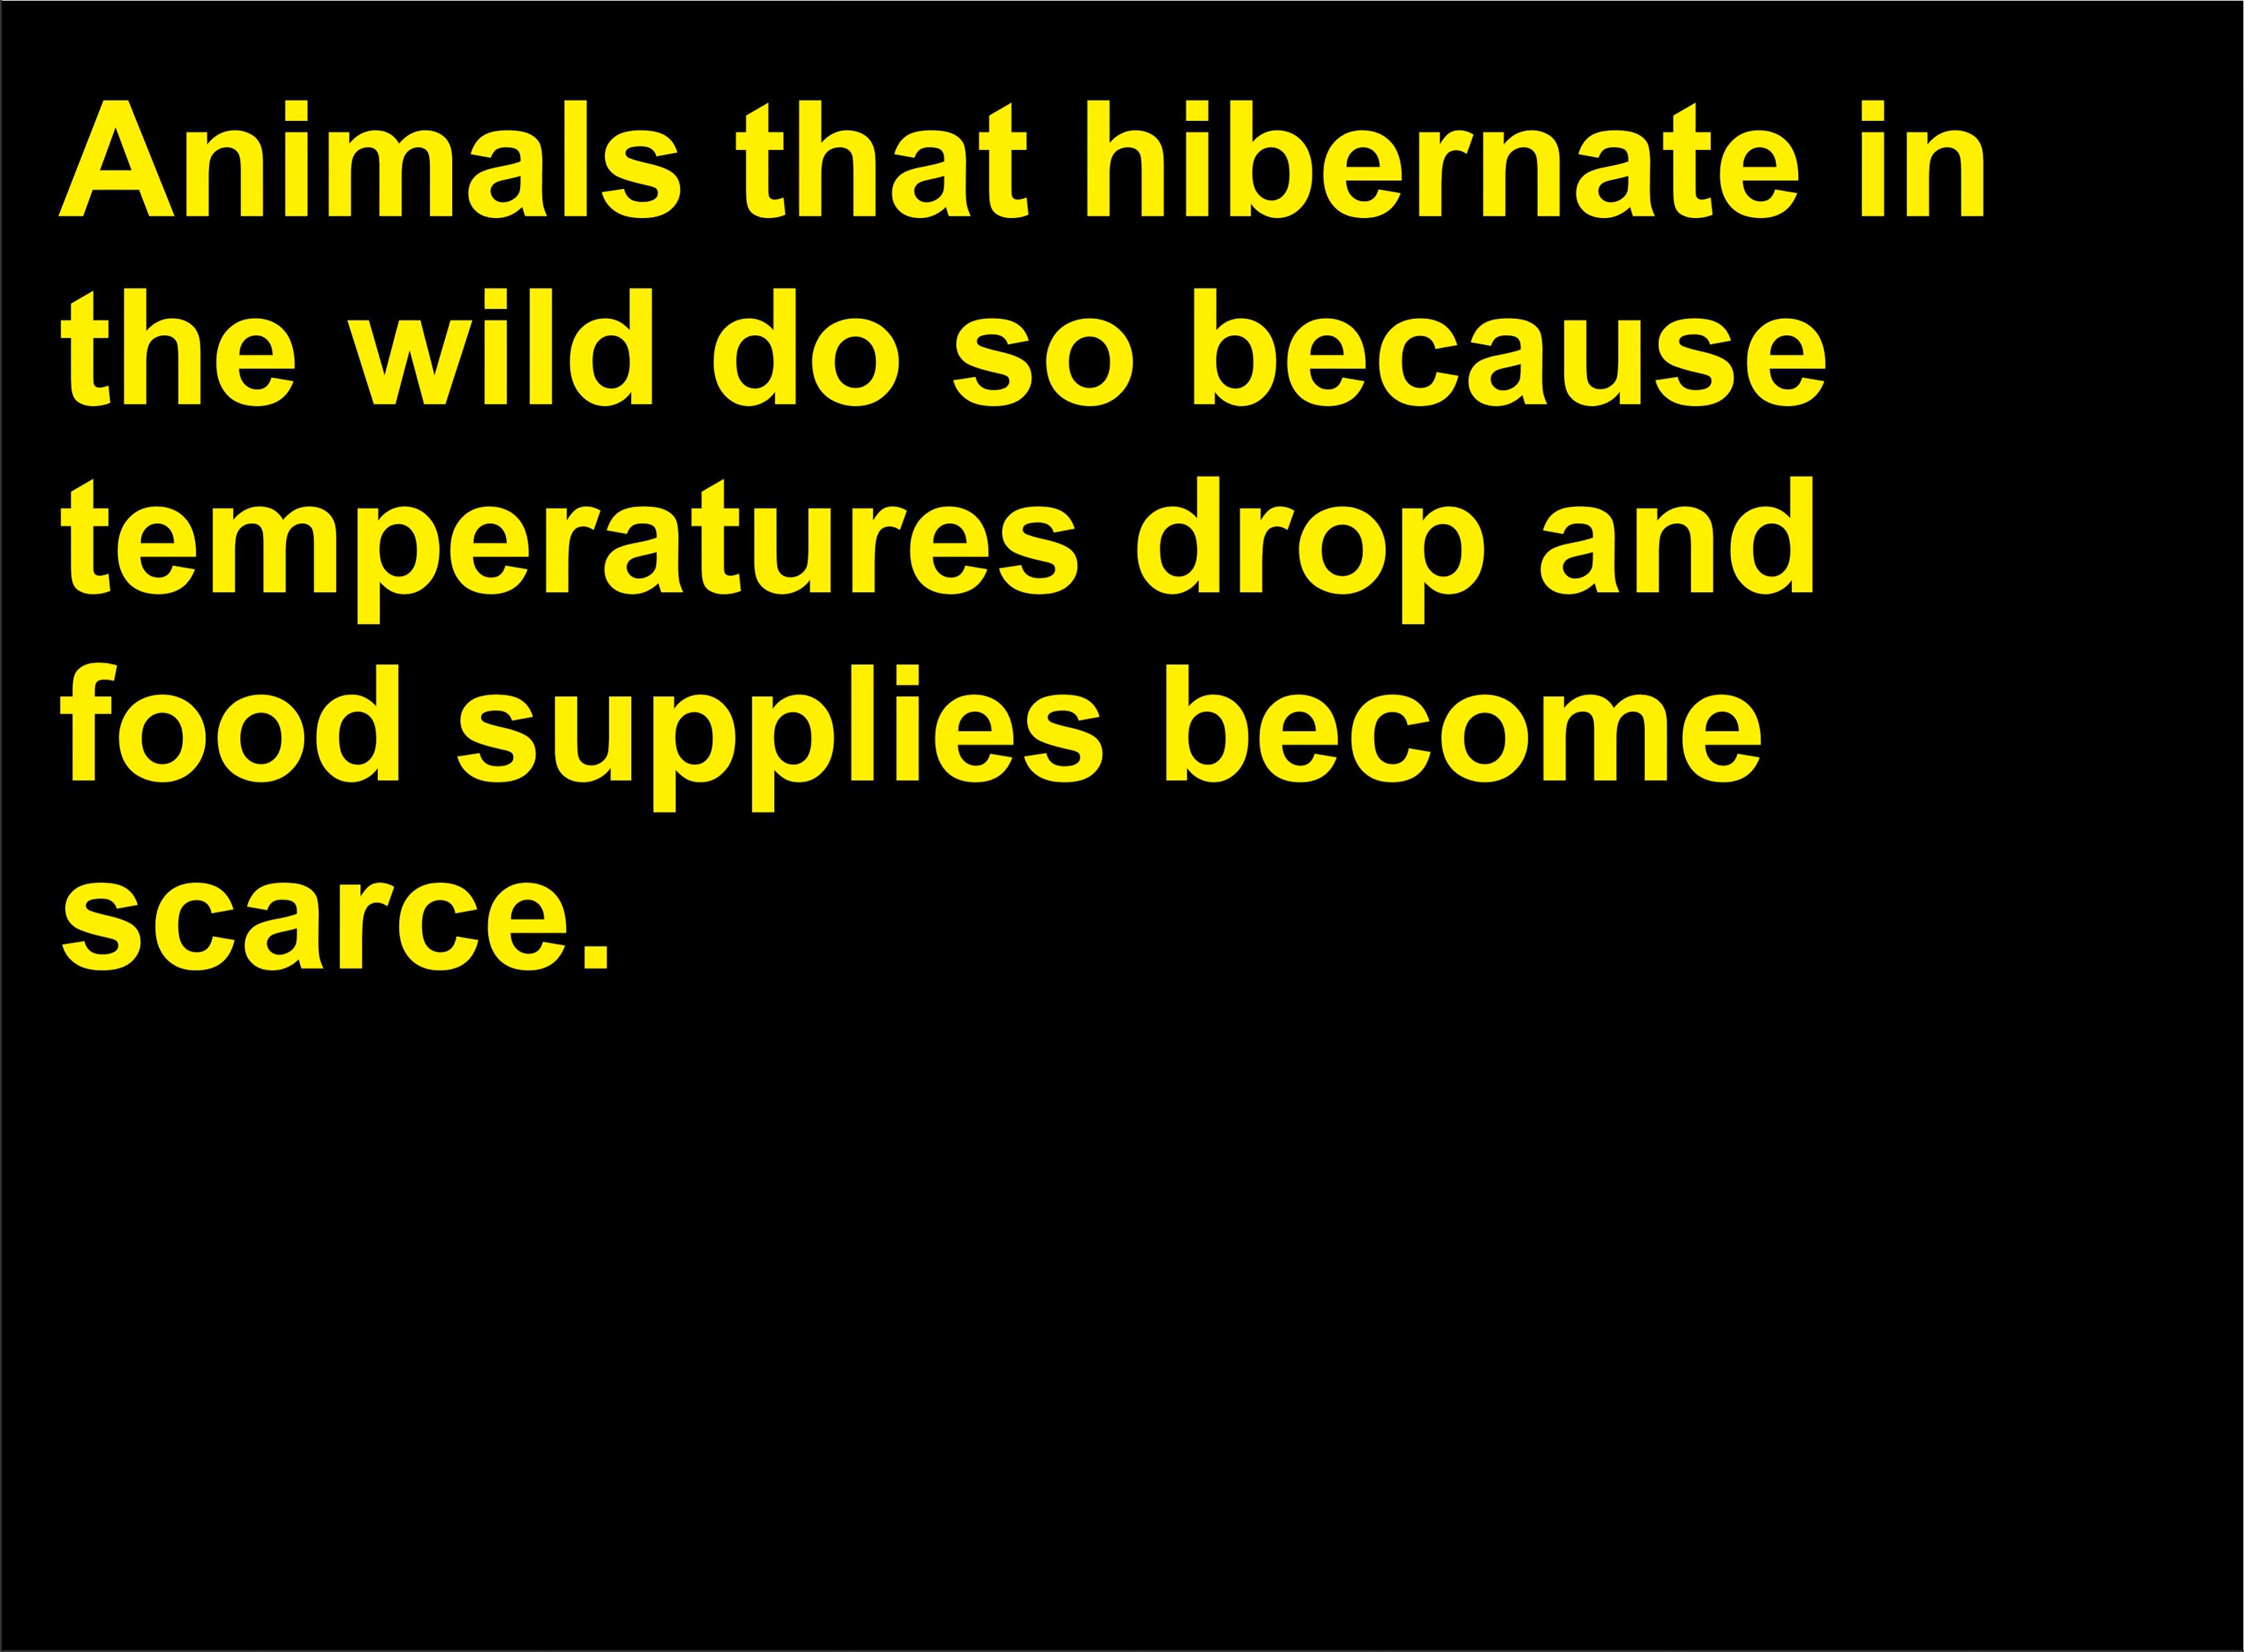 Animals that hibernate in
the wild do so because
temperatures drop and
food supplies become
scarce.